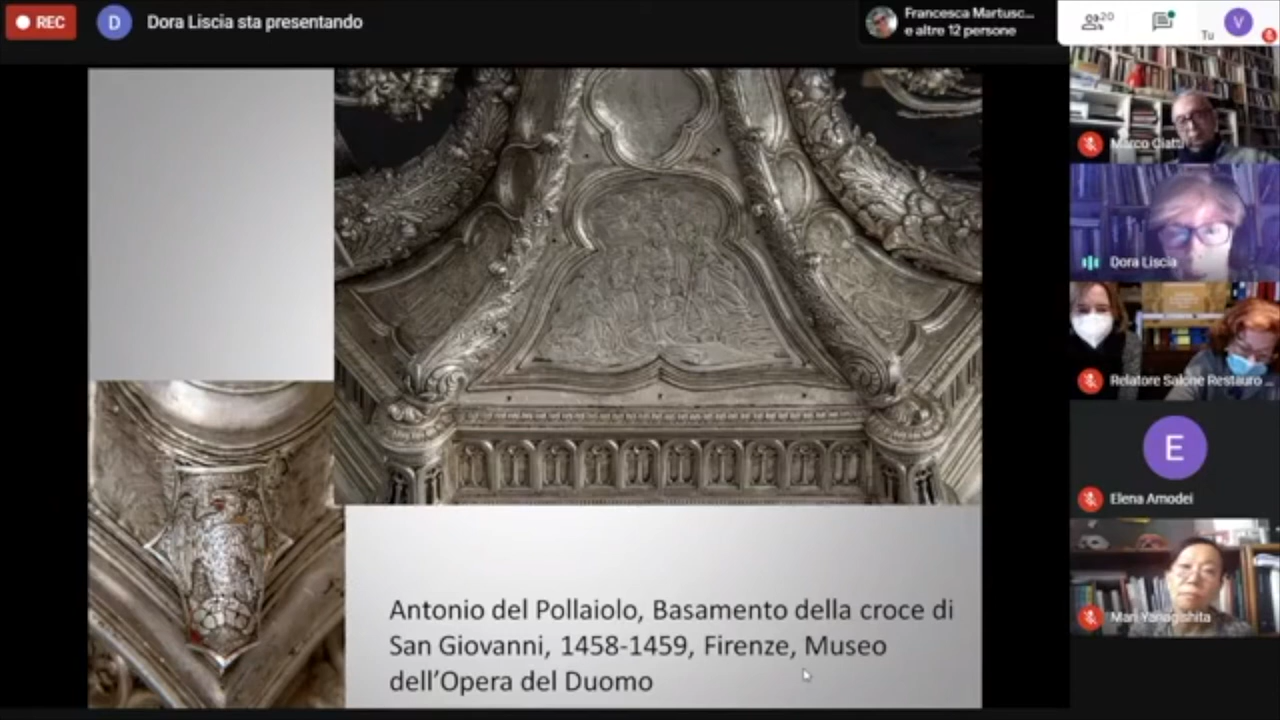 REC
D
Dora Liscia sta presentando
Francesca Martusc...
e altre 12 persone
20
Tu
V
Marco Ciatti
Dora Liscia
Relatore Salone Restauro ...
E
Elena Amodei
Mari Yanagishita
Antonio del Pollaiolo, Basamento della croce di
San Giovanni, 1458-1459, Firenze, Museo
dell'Opera del Duomo